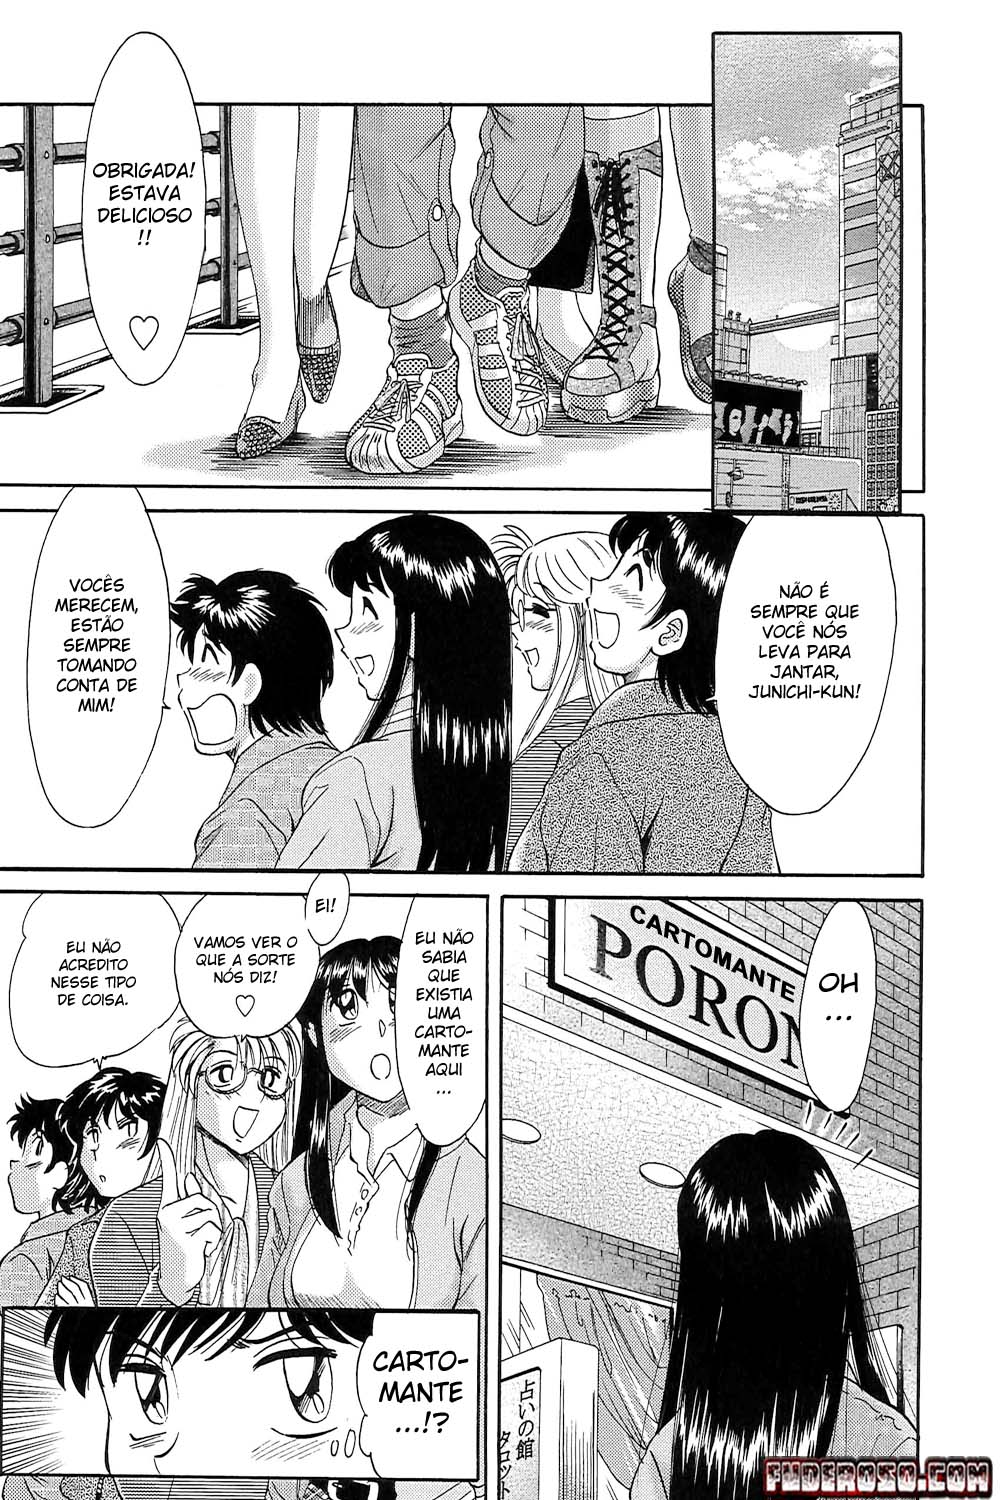 OBRIGADA!
ESTAVA
DELICIOSO
!!
♡
NÃO É
SEMPRE QUE
VOCÊ NÓS
LEVA PARA
JANTAR,
JUNICHI-KUN!
VOCÊS
MERECEM,
ESTÃO
SEMPRE
TOMANDO
CONTA DE
MIM!
OH
...
CARTOMANTE
PORON
占いの館
タロット
EU NÃO
SABIA
QUE
EXISTIA
UMA
CARTO-
MANTE
AQUI
...
EI!
VAMOS VER O
QUE A SORTE
NÓS DIZ!
♡
EU NÃO
ACREDITO
NESSE TIPO
DE COISA.
CARTO-
MANTE
...!?
FUDEROSO.COM